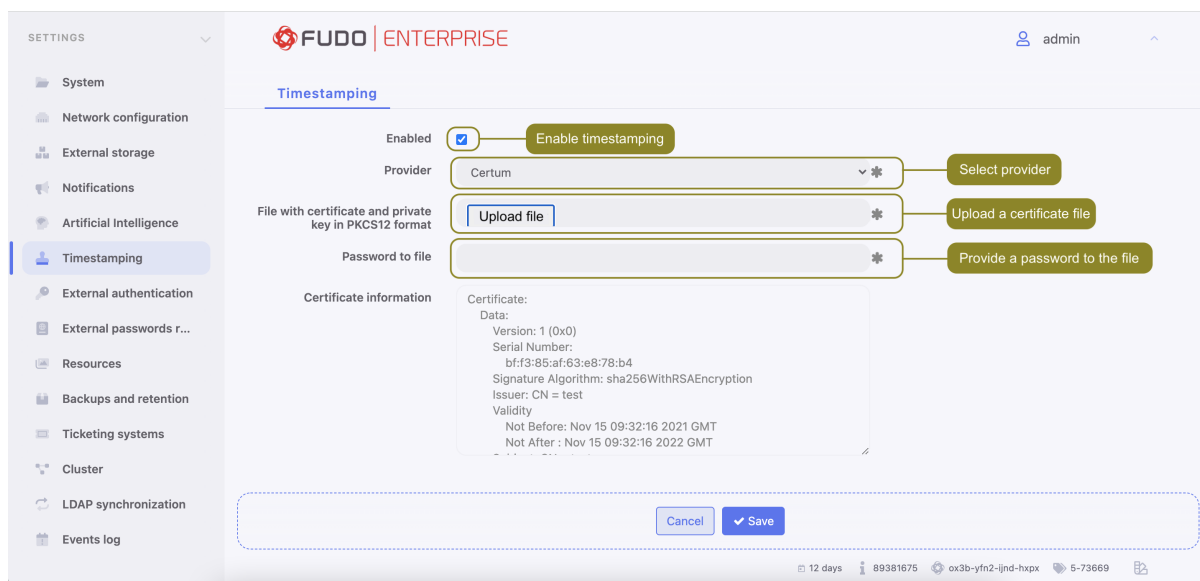 SETTINGS
FUDO ENTERPRISE
admin
System
Network configuration
External storage
Notifications
Artificial Intelligence
Timestamping
External authentication
External passwords r...
Resources
Backups and retention
Ticketing systems
Cluster
LDAP synchronization
Events log
Timestamping
Enabled
Enable timestamping
Provider
Certum
Select provider
File with certificate and private
key in PKCS12 format
Upload file
Upload a certificate file
Password to file
Provide a password to the file
Certificate information
Certificate:
Data:
Version: 1 (0x0)
Serial Number:
bf:f3:85:af:63:e8:78:b4
Signature Algorithm: sha256WithRSAEncryption
Issuer: CN = test
Validity
Not Before: Nov 15 09:32:16 2021 GMT
Not After : Nov 15 09:32:16 2022 GMT
Cancel
Save
12 days
89381675
ox3b-yfn2-ijnd-hxpx
5-73669